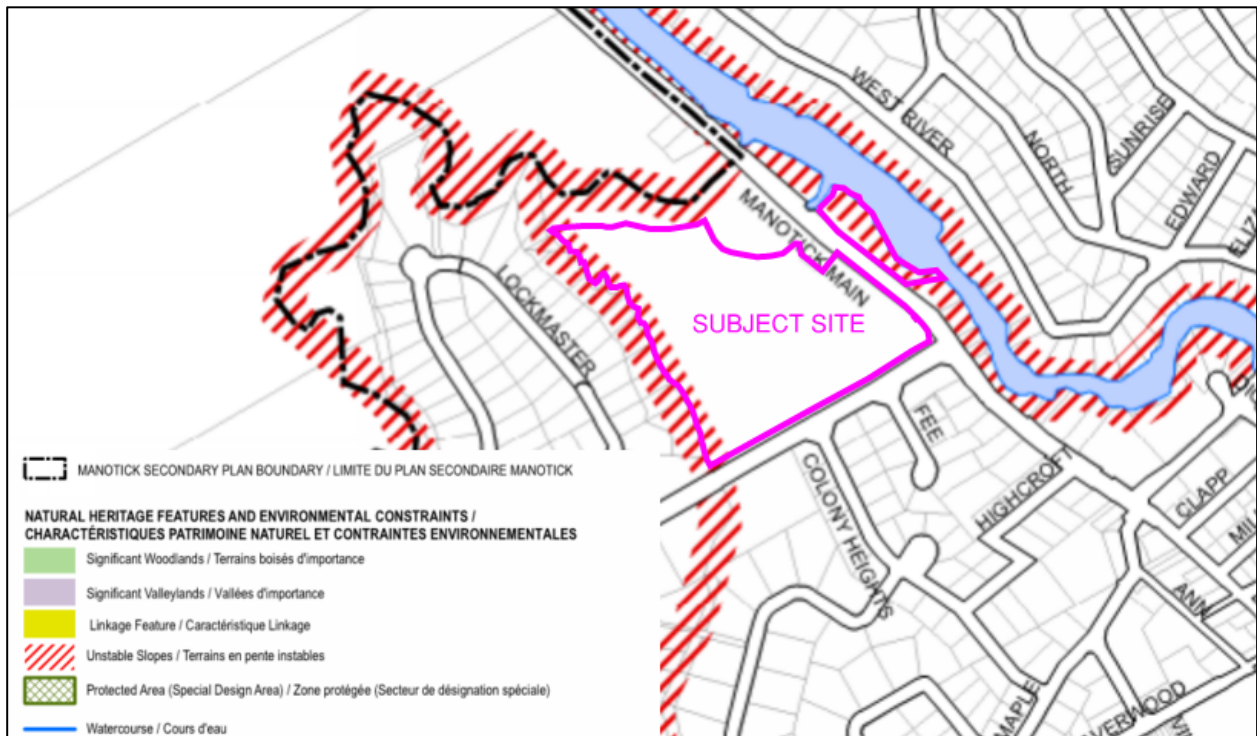 WEST RIVER
NORTH
SUNRISE
EDWARD
MANOTICK MAIN
LOCKMASTER
SUBJECT SITE
FEE
COLONY HEIGHTS
HIGHCROFT
CLAPP
ANN
MAPLE
MANOTICK SECONDARY PLAN BOUNDARY / LIMITE DU PLAN SECONDAIRE MANOTICK
NATURAL HERITAGE FEATURES AND ENVIRONMENTAL CONSTRAINTS /
CHARACTÉRISTIQUES PATRIMOINE NATUREL ET CONTRAINTES ENVIRONNEMENTALES
Significant Woodlands / Terrains boisés d'importance
Significant Valleylands / Vallées d'importance
Linkage Feature / Caractéristique Linkage
Unstable Slopes / Terrains en pente instables
Protected Area (Special Design Area) / Zone protégée (Secteur de désignation spéciale)
Watercourse / Cours d'eau